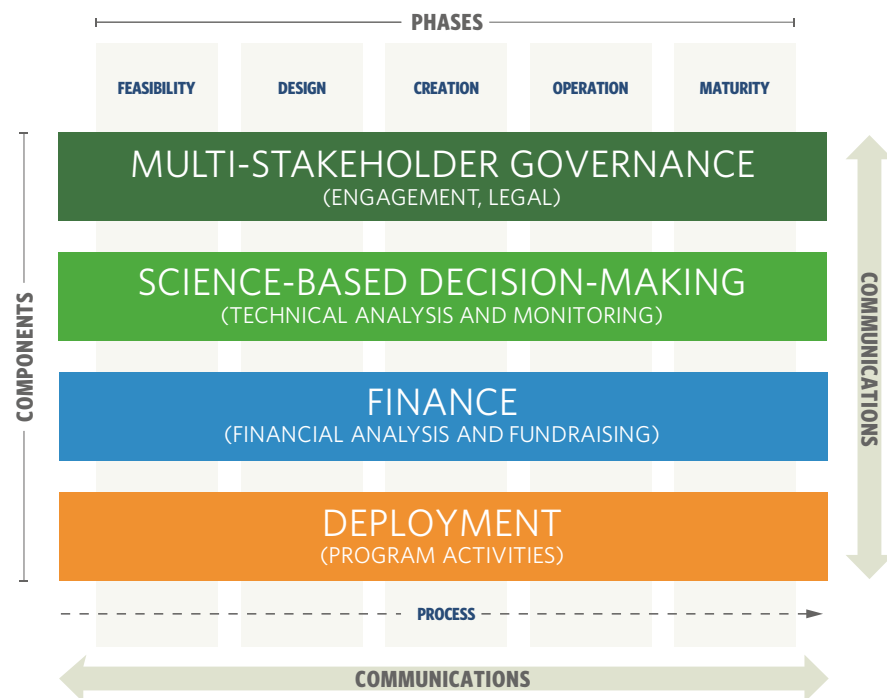 PHASES
FEASIBILITY
DESIGN
CREATION
OPERATION
MATURITY
COMPONENTS
MULTI-STAKEHOLDER GOVERNANCE
(ENGAGEMENT, LEGAL)
SCIENCE-BASED DECISION-MAKING
(TECHNICAL ANALYSIS AND MONITORING)
FINANCE
(FINANCIAL ANALYSIS AND FUNDRAISING)
DEPLOYMENT
(PROGRAM ACTIVITIES)
COMMUNICATIONS
PROCESS
COMMUNICATIONS